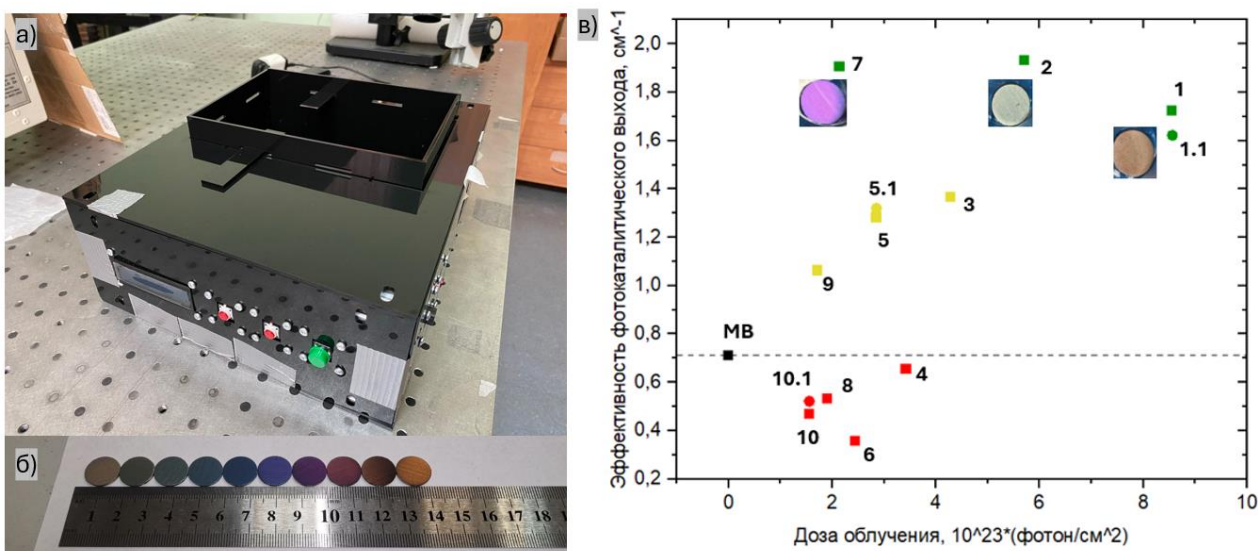 а)
б)
1 2 3 4 5 6 7 8 9 10 11 12 13 14 15 16 17 18
в)
Эффективность фотокаталитического выхода, см^-1
2,0
1,8
1,6
1,4
1,2
1,0
0,8
0,6
0,4
0,2
7
2
1
1.1
5.1
3
5
9
MB
10.1
8
4
10
6
0 2 4 6 8 10
Доза облучения, 10^23*(фотон/см^2)